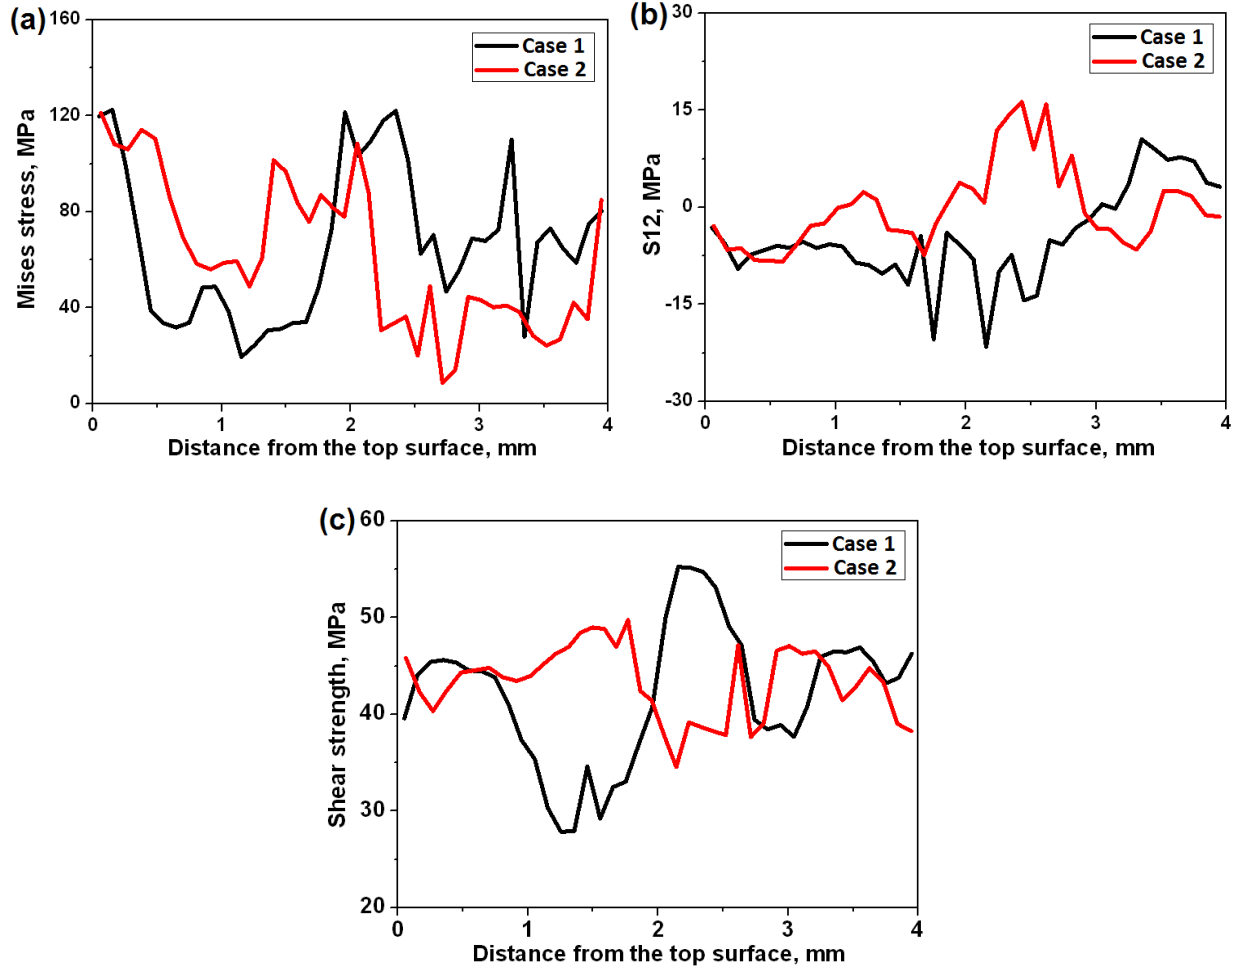 (a)
160
120
80
40
0
Mises stress, MPa
Case 1
Case 2
0 1 2 3 4
Distance from the top surface, mm
(b)
30
15
0
-15
-30
S12, MPa
Case 1
Case 2
0 1 2 3 4
Distance from the top surface, mm
(c)
60
50
40
30
20
Shear strength, MPa
Case 1
Case 2
0 1 2 3 4
Distance from the top surface, mm